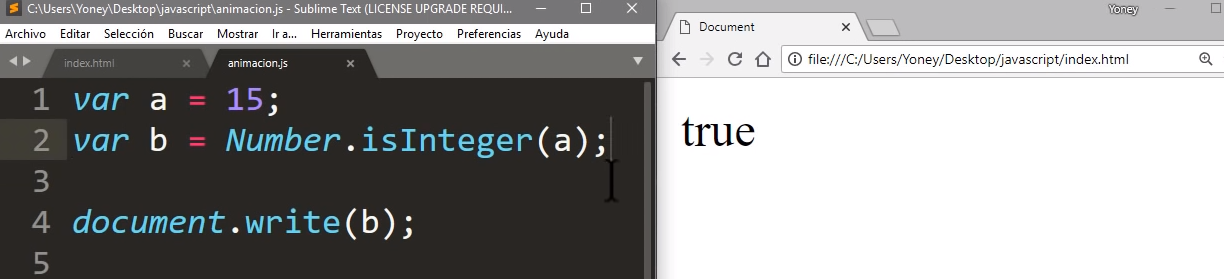 C:\Users\Yoney\Desktop\javascript\animacion.js - Sublime Text (LICENSE UPGRADE REQUI...
Archivo Editar Selección Buscar Mostrar Ir a... Herramientas Proyecto Preferencias Ayuda
index.html animacion.js
1 var a = 15;
2 var b = Number.isInteger(a);
3
4 document.write(b);
5
Yoney
Document
file:///C:/Users/Yoney/Desktop/javascript/index.html
true